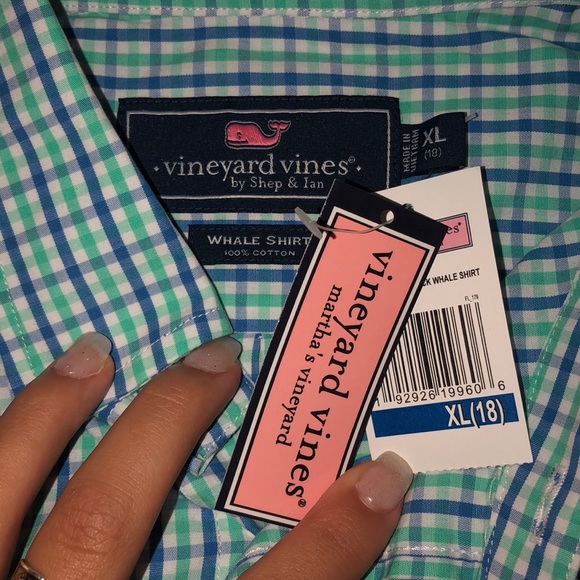 vineyard vines®
by Shep & Ian
MADE IN
VIETNAM
XL
(18)
WHALE SHIRT
100% COTTON
vineyard vines®
martha's vineyard
WHALE SHIRT
FL_179
92926 19960 6
XL(18)